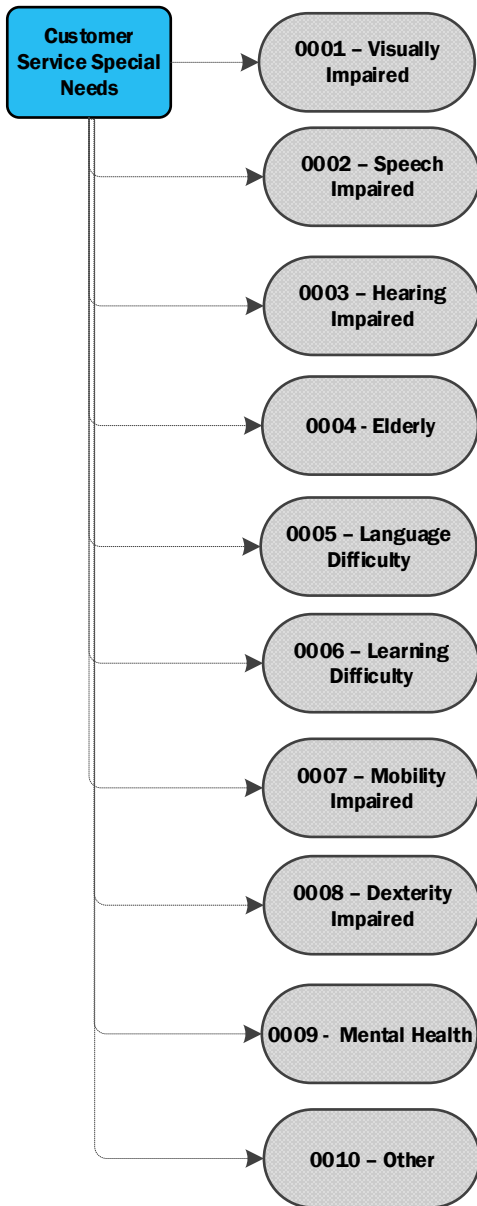 Customer
Service Special
Needs
0001 – Visually
Impaired
0002 – Speech
Impaired
0003 – Hearing
Impaired
0004 - Elderly
0005 – Language
Difficulty
0006 – Learning
Difficulty
0007 – Mobility
Impaired
0008 – Dexterity
Impaired
0009 -  Mental Health
0010 – Other